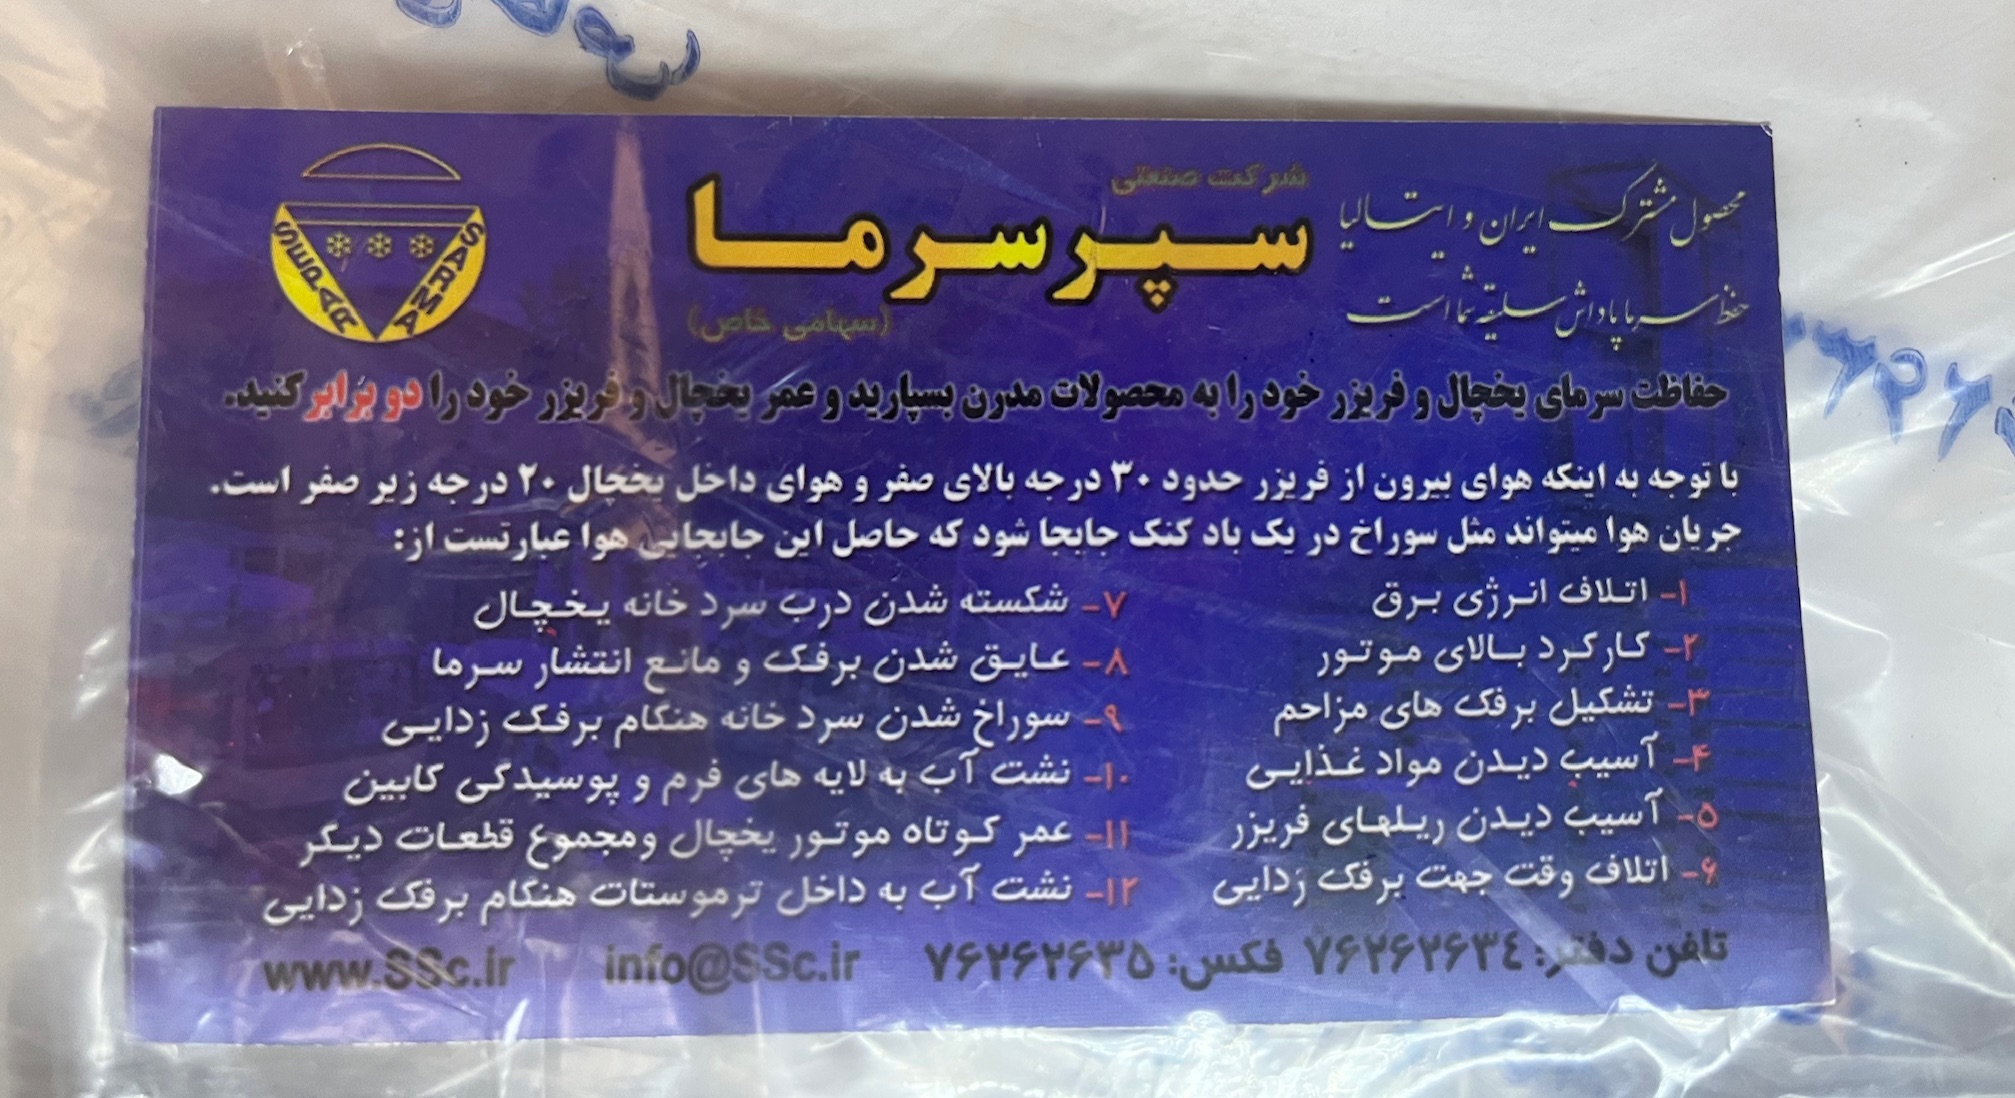 شرکت صنعتی
سپر سرما
(سهامی خاص)
محصول مشترک ایران و ایتالیا
حفظ سرما پاداش سلیقه شما است
SEPAR SARMA
حفاظت سرمای یخچال و فریزر خود را به محصولات مدرن بسپارید و عمر یخچال و فریزر خود را دو برابر کنید.
با توجه به اینکه هوای بیرون از فریزر حدود ۳۰ درجه بالای صفر و هوای داخل یخچال ۲۰ درجه زیر صفر است.
جریان هوا میتواند مثل سوراخ در یک باد کنک جابجا شود که حاصل این جابجایی هوا عبارتست از:
۱- اتلاف انرژی برق
۲- کارکرد بالای موتور
۳- تشکیل برفک های مزاحم
۴- آسیب دیدن مواد غذایی
۵- آسیب دیدن ریلهای فریزر
۶- اتلاف وقت جهت برفک زدایی
۷- شکسته شدن درب سرد خانه یخچال
۸- عایق شدن برفک و مانع انتشار سرما
۹- سوراخ شدن سرد خانه هنگام برفک زدایی
۱۰- نشت آب به لایه های فرم و پوسیدگی کابین
۱۱- عمر کوتاه موتور یخچال ومجموع قطعات دیگر
۱۲- نشت آب به داخل ترموستات هنگام برفک زدایی
تلفن دفتر: ۷۶۲۶۲۶۳۴ فکس: ۷۶۲۶۲۶۳۵ info@SSc.ir www.SSc.ir